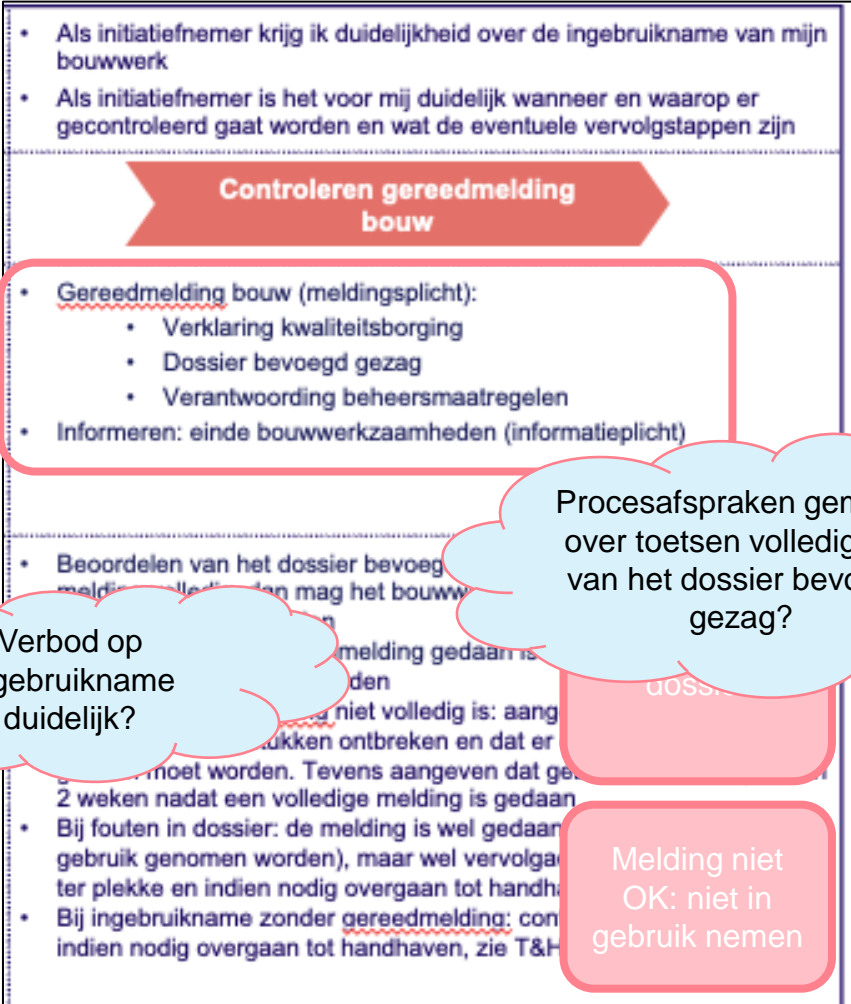 • Als initiatiefnemer krijg ik duidelijkheid over de ingebruikname van mijn
bouwwerk
• Als initiatiefnemer is het voor mij duidelijk wanneer en waarop er
gecontroleerd gaat worden en wat de eventuele vervolgstappen zijn
Controleren gereedmelding
bouw
• Gereedmelding bouw (meldingsplicht):
• Verklaring kwaliteitsborging
• Dossier bevoegd gezag
• Verantwoording beheersmaatregelen
• Informeren: einde bouwwerkzaamheden (informatieplicht)
Procesafspraken gem
over toetsen volledig
van het dossier bevo
gezag?
• Beoordelen van het dossier bevoeg
mag het bouww
melding gedaan is
den
niet volledig is: aang
ukken ontbreken en dat er
moet worden. Tevens aangeven dat ge
2 weken nadat een volledige melding is gedaan
• Bij fouten in dossier: de melding is wel gedaan
gebruik genomen worden), maar wel vervolga
ter plekke en indien nodig overgaan tot handha
• Bij ingebruikname zonder gereedmelding: con
indien nodig overgaan tot handhaven, zie T&H
Verbod op
gebruikname
duidelijk?
Melding niet
OK: niet in
gebruik nemen